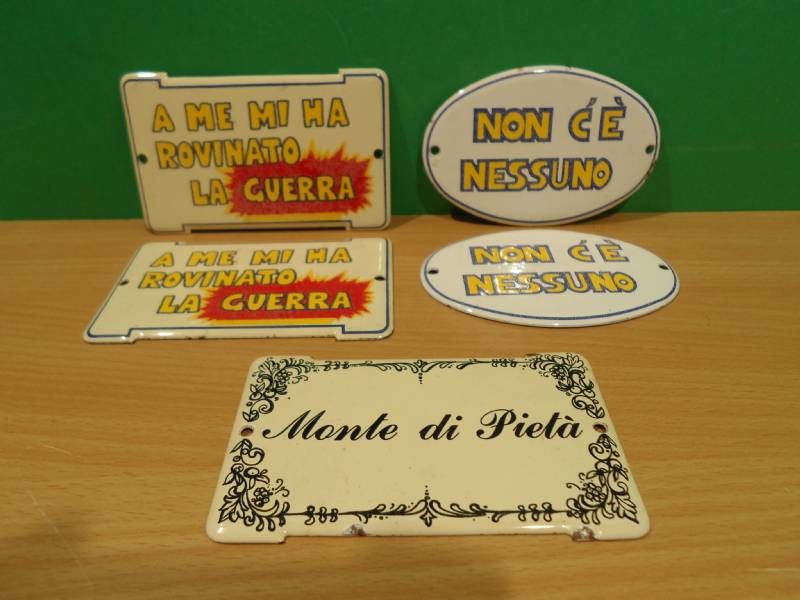 A ME MI HA
ROVINATO
LA GUERRA
NON C'È
NESSUNO
A ME MI HA
ROVINATO
LA GUERRA
NON C'È
NESSUNO
Monte di Pietà